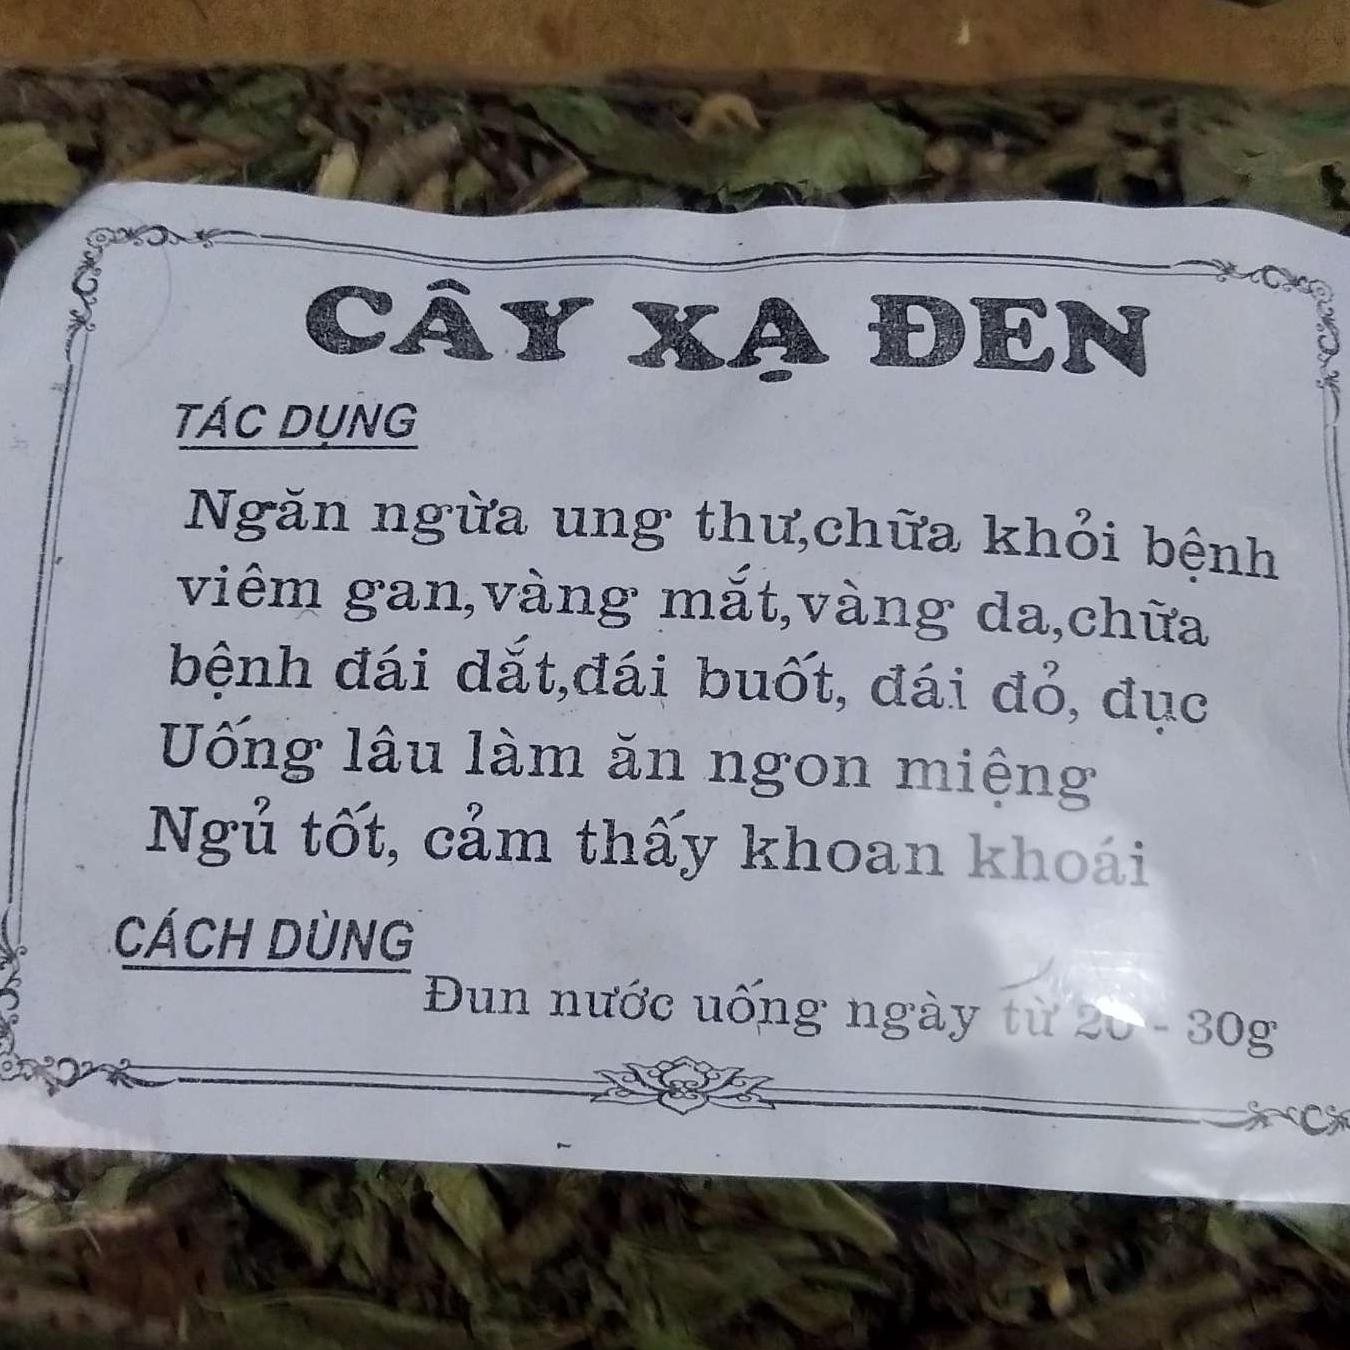 CÂY XẠ ĐEN
TÁC DỤNG
Ngăn ngừa ung thư,chữa khỏi bệnh
viêm gan,vàng mắt,vàng da,chữa
bệnh đái dắt,đái buốt, đái đỏ, đục
Uống lâu làm ăn ngon miệng
Ngủ tốt, cảm thấy khoan khoái
CÁCH DÙNG
Đun nước uống ngày từ 20 - 30g